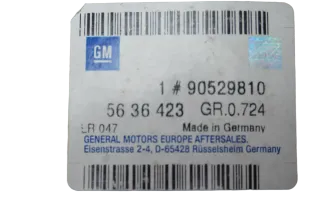 GM
1 # 90529810
56 36 423 GR.0.724
LR 047 Made in Germany
GENERAL MOTORS EUROPE AFTERSALES.
Eisenstrasse 2-4, D-65428 Rüsselsheim Germany